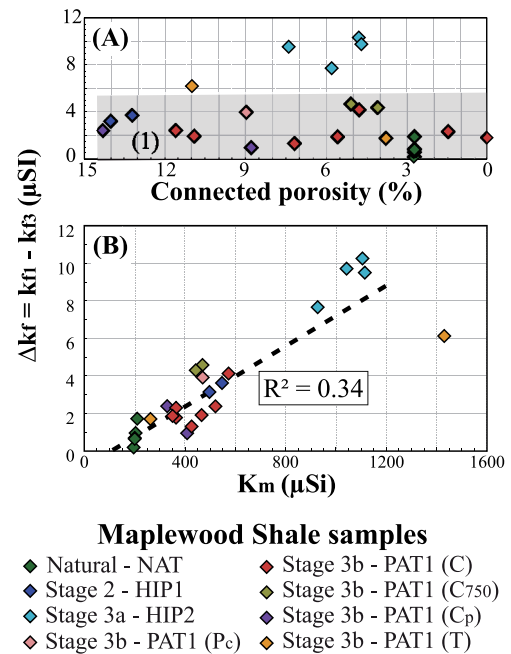 12
(A)
8
4
(1)
0
15 12 9 6 3 0
Connected porosity (%)
Δkf = kf1 - kf3 (µSI)
12
(B)
10
8
6
4
R² = 0.34
2
0
0 400 800 1200 1600
Km (µSi)
Maplewood Shale samples
Natural - NAT
Stage 2 - HIP1
Stage 3a - HIP2
Stage 3b - PAT1 (Pc)
Stage 3b - PAT1 (C)
Stage 3b - PAT1 (C750)
Stage 3b - PAT1 (Cp)
Stage 3b - PAT1 (T)